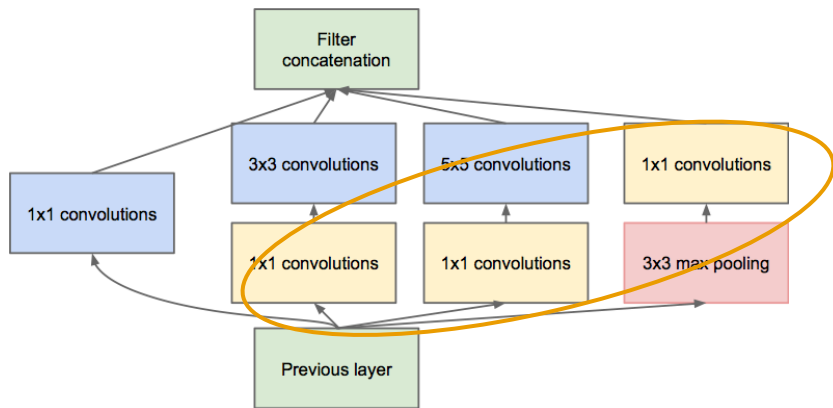 Filter
concatenation
3x3 convolutions
5x5 convolutions
1x1 convolutions
1x1 convolutions
1x1 convolutions
1x1 convolutions
3x3 max pooling
Previous layer